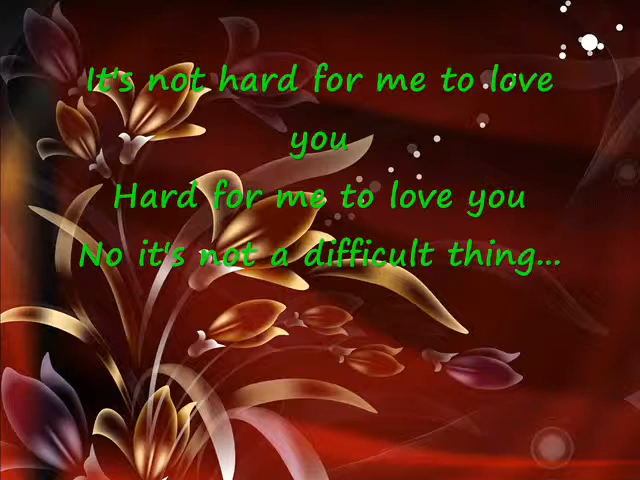 It's not hard for me to love
you
Hard for me to love you
No it's not a difficult thing...